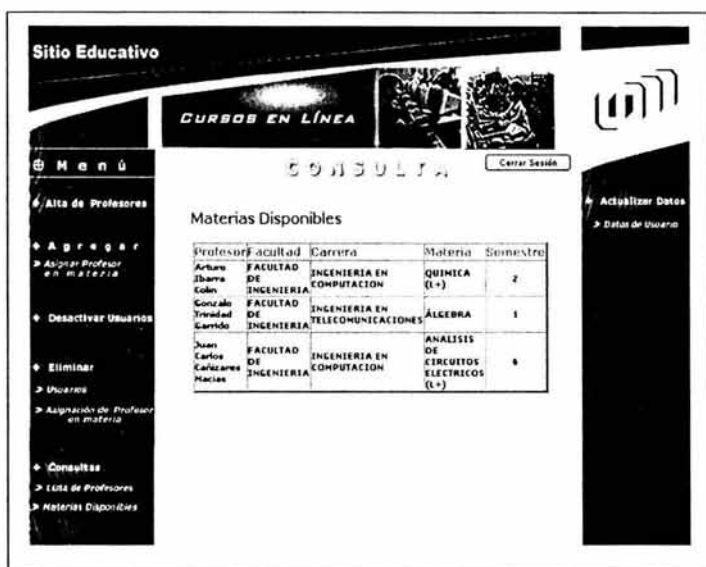 Sitio Educativo
CURSOS EN LÍNEA
Menú
CONSULTA
Cerrar Sesión
Alta de Profesores
Agregar
> Asignar Profesor
en materia
Desactivar Usuarios
Eliminar
> Usuarios
> Asignación de Profesor
en materia
Consultas
> Lista de Profesores
> Materias Disponibles
Materias Disponibles
Profesor Facultad Carrera Materia Semestre
Arturo Ibarra Colin FACULTAD DE INGENIERIA INGENIERIA EN COMPUTACION QUIMICA (L+) 2
Gonzalo Trinidad Garrido FACULTAD DE INGENIERIA INGENIERIA EN TELECOMUNICACIONES ÁLGEBRA 1
Juan Carlos Cañizares Macias FACULTAD DE INGENIERIA INGENIERIA EN COMPUTACION ANALISIS DE CIRCUITOS ELECTRICOS (L+) 6
Actualizar Datos
> Datos de Usuario